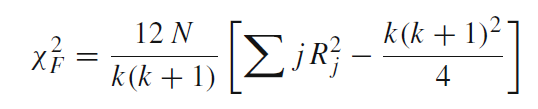 χ²_F = 12 N / k(k + 1) [∑ j R²_j − k(k + 1)² / 4]